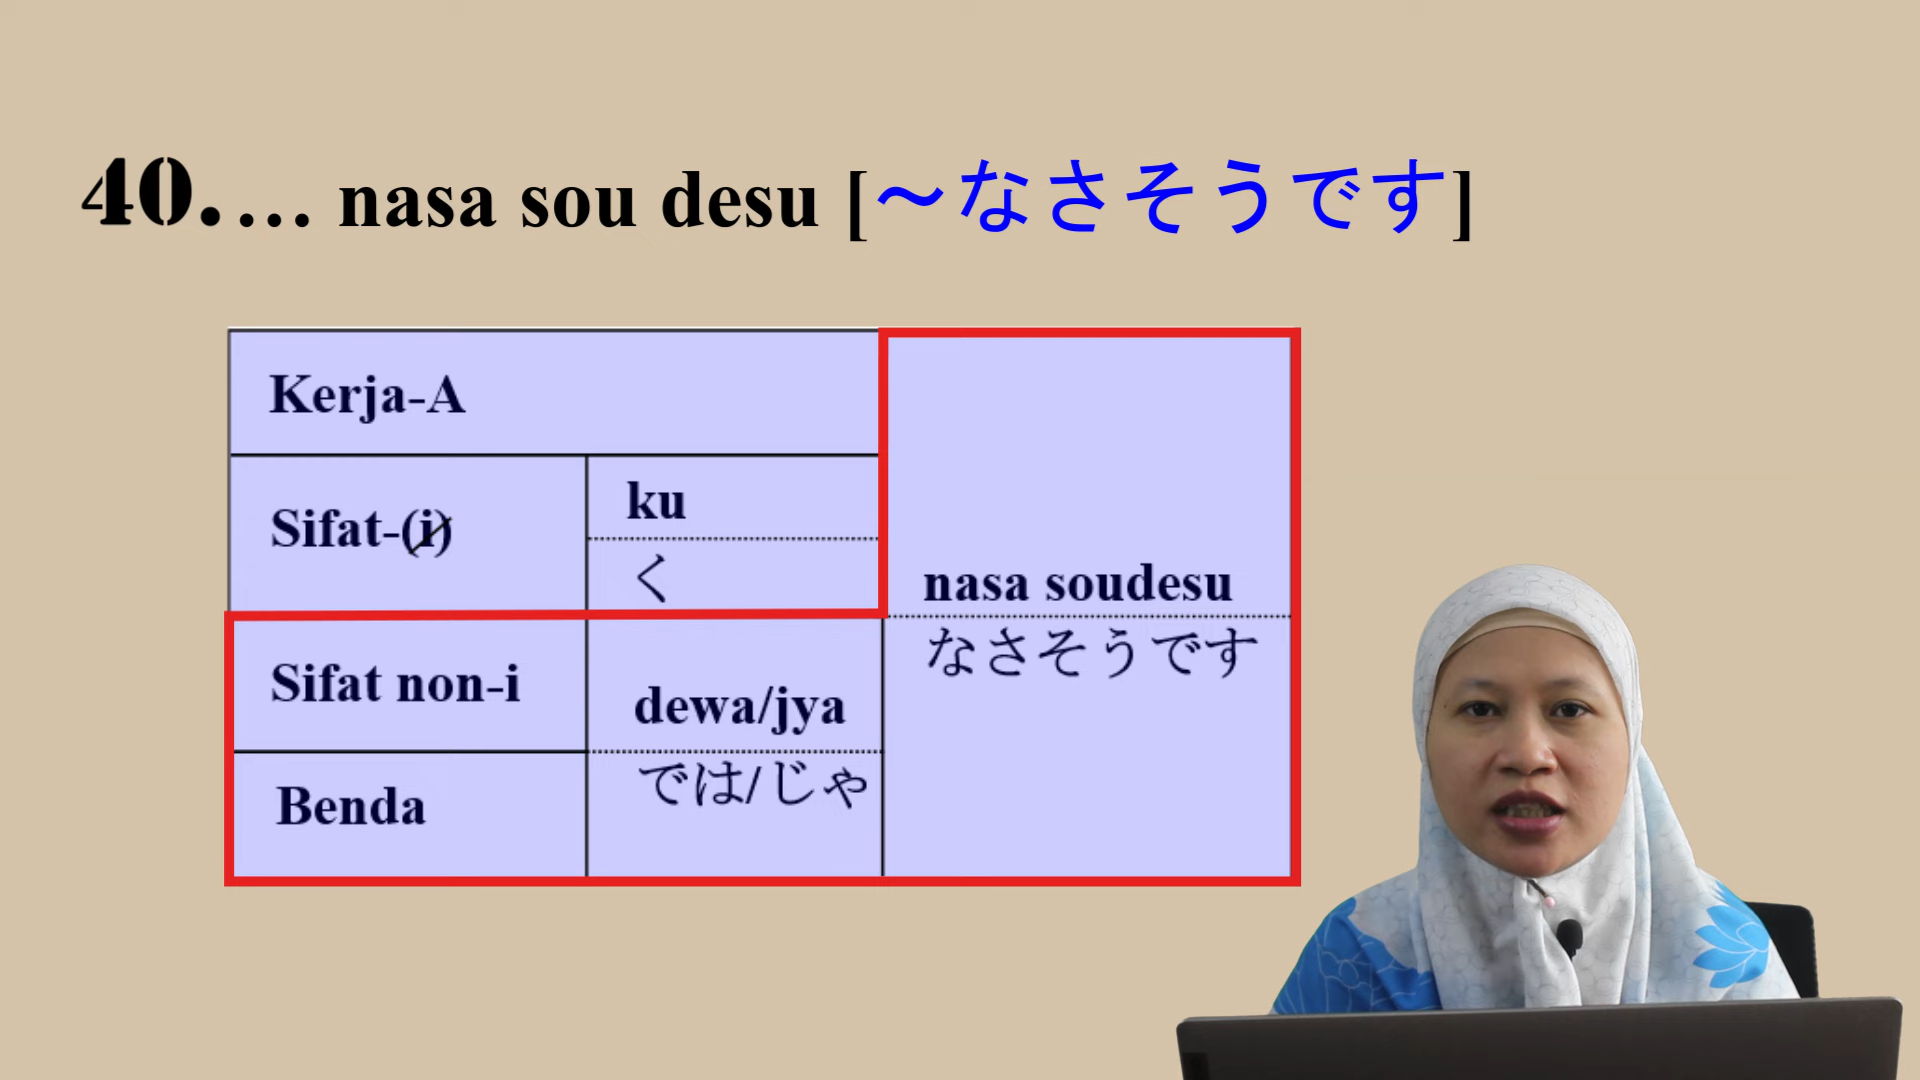 40.... nasa sou desu [～なさそうです]
Kerja-A
Sifat-(i)
ku
く
nasa soudesu
なさそうです
Sifat non-i
dewa/jya
では/じゃ
Benda